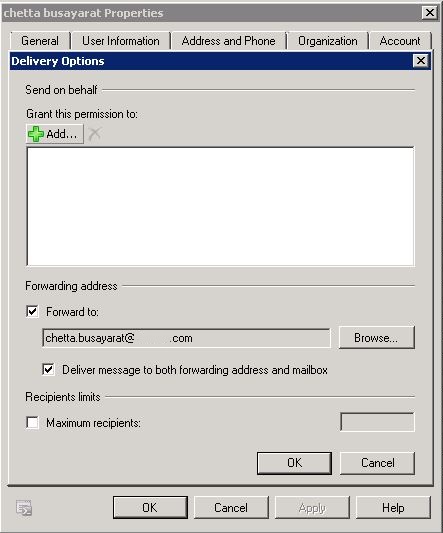 chetta busayarat Properties
General User Information Address and Phone Organization Account
Delivery Options
Send on behalf
Grant this permission to:
Add...
Forwarding address
Forward to:
chetta.busayarat@ .com Browse...
Deliver message to both forwarding address and mailbox
Recipients limits
Maximum recipients:
OK Cancel
OK Cancel Apply Help